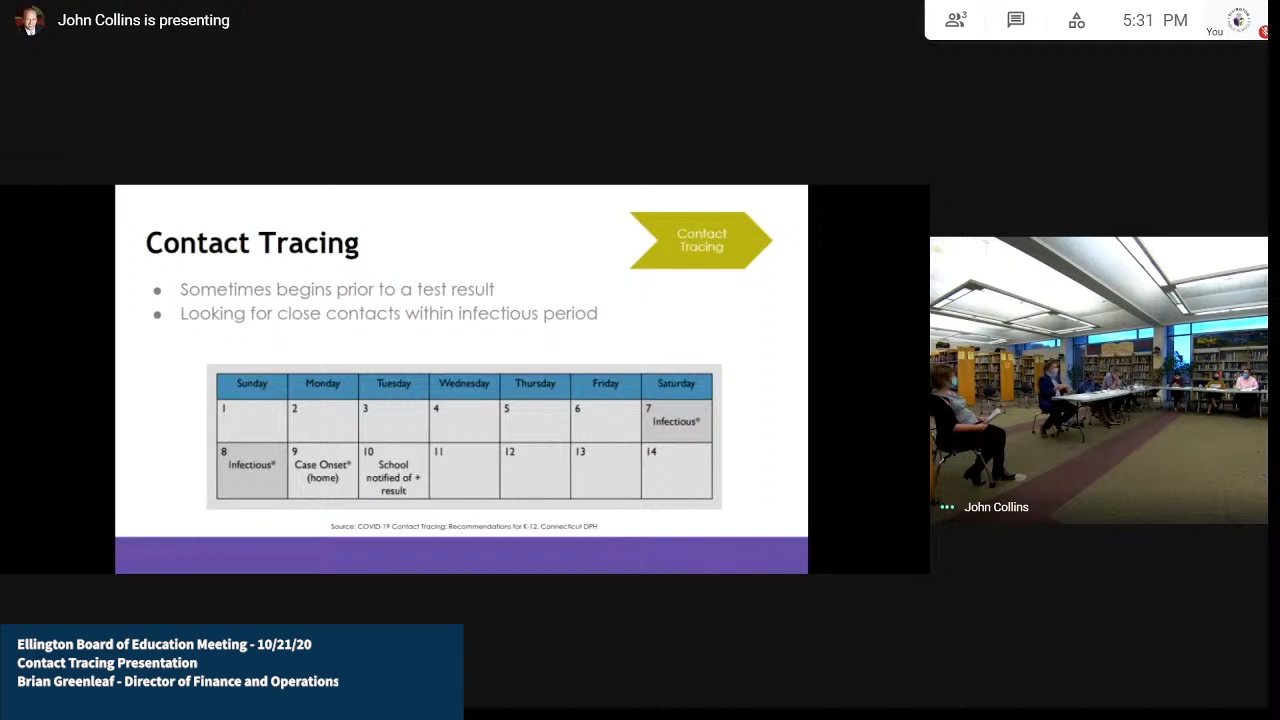 John Collins is presenting
3
5:31 PM
You
Contact Tracing
Contact
Tracing
● Sometimes begins prior to a test result
● Looking for close contacts within infectious period
Sunday Monday Tuesday Wednesday Thursday Friday Saturday
1 2 3 4 5 6 7
Infectious*
8 9 10 11 12 13 14
Infectious* Case Onset* School
(home) notified of +
result
Source: COVID-19 Contact Tracing: Recommendations for K-12. Connecticut DPH
John Collins
Ellington Board of Education Meeting - 10/21/20
Contact Tracing Presentation
Brian Greenleaf - Director of Finance and Operations